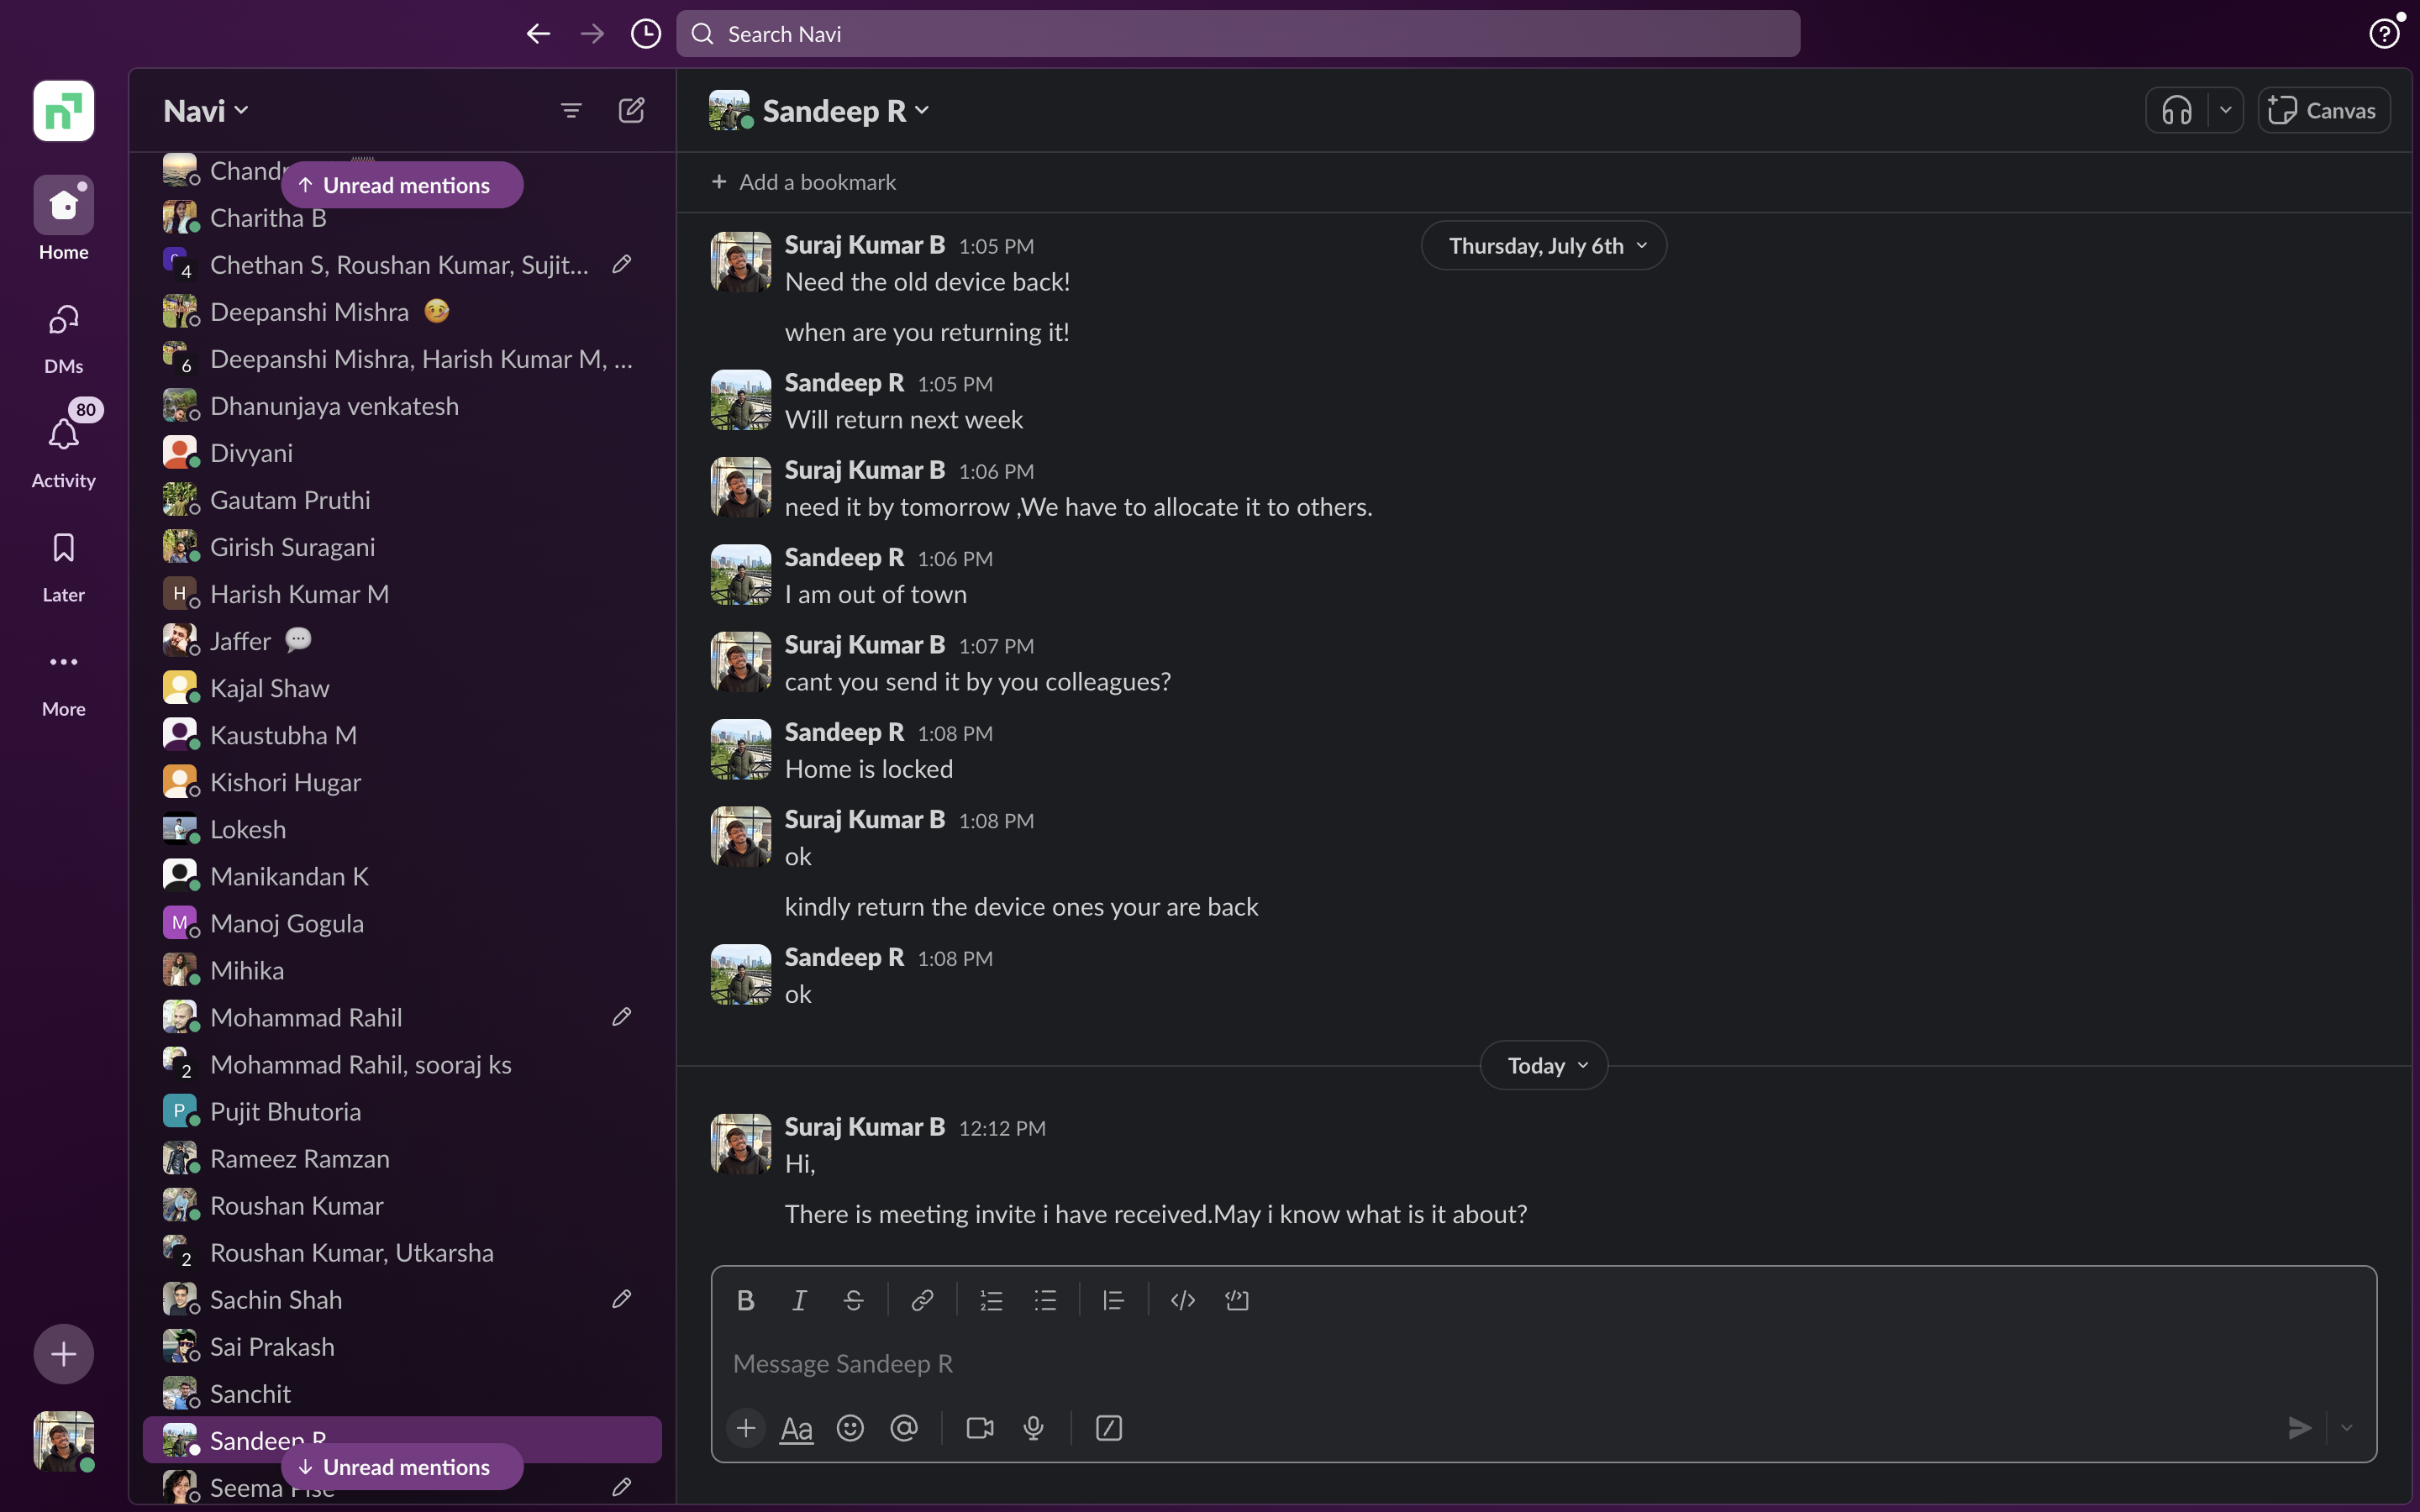 Search Navi
Home
DMs
80
Activity
Later
More
Navi
Unread mentions
Charitha B
4 Chethan S, Roushan Kumar, Sujit...
Deepanshi Mishra
6 Deepanshi Mishra, Harish Kumar M, ...
Dhanunjaya venkatesh
Divyani
Gautam Pruthi
Girish Suragani
H Harish Kumar M
Jaffer
Kajal Shaw
Kaustubha M
Kishori Hugar
Lokesh
Manikandan K
M Manoj Gogula
Mihika
Mohammad Rahil
2 Mohammad Rahil, sooraj ks
P Pujit Bhutoria
Rameez Ramzan
Roushan Kumar
2 Roushan Kumar, Utkarsha
Sachin Shah
Sai Prakash
Sanchit
Sandeep R
Unread mentions
Seema
Sandeep R
Canvas
Add a bookmark
Thursday, July 6th
Suraj Kumar B 1:05 PM
Need the old device back!
when are you returning it!
Sandeep R 1:05 PM
Will return next week
Suraj Kumar B 1:06 PM
need it by tomorrow ,We have to allocate it to others.
Sandeep R 1:06 PM
I am out of town
Suraj Kumar B 1:07 PM
cant you send it by you colleagues?
Sandeep R 1:08 PM
Home is locked
Suraj Kumar B 1:08 PM
ok
kindly return the device ones your are back
Sandeep R 1:08 PM
ok
Today
Suraj Kumar B 12:12 PM
Hi,
There is meeting invite i have received.May i know what is it about?
Message Sandeep R
Aa